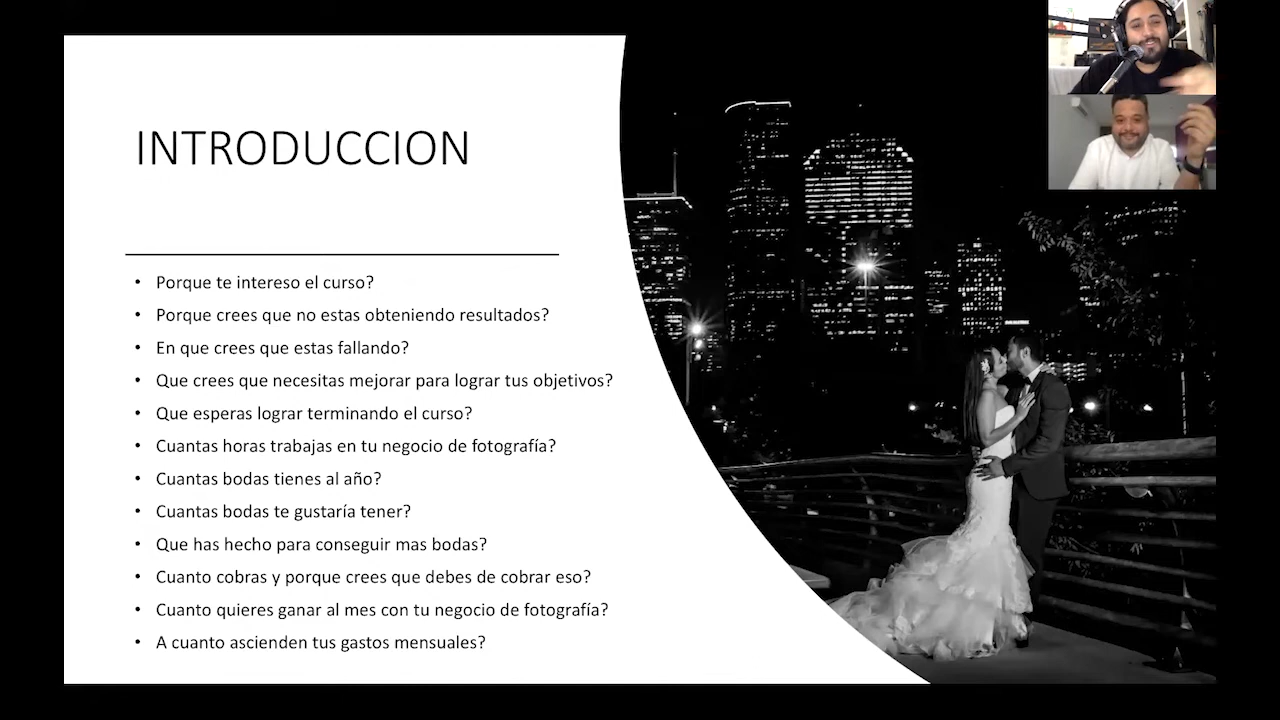 INTRODUCCION
• Porque te intereso el curso?
• Porque crees que no estas obteniendo resultados?
• En que crees que estas fallando?
• Que crees que necesitas mejorar para lograr tus objetivos?
• Que esperas lograr terminando el curso?
• Cuantas horas trabajas en tu negocio de fotografía?
• Cuantas bodas tienes al año?
• Cuantas bodas te gustaría tener?
• Que has hecho para conseguir mas bodas?
• Cuanto cobras y porque crees que debes de cobrar eso?
• Cuanto quieres ganar al mes con tu negocio de fotografía?
• A cuanto ascienden tus gastos mensuales?